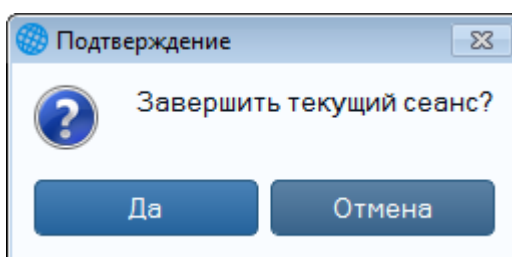 Подтверждение
Завершить текущий сеанс?
Да
Отмена